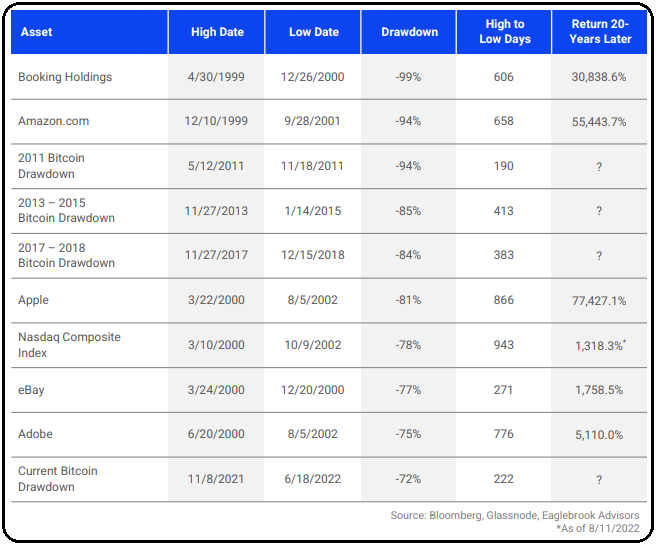 Asset High Date Low Date Drawdown High to Low Days Return 20-Years Later
Booking Holdings 4/30/1999 12/26/2000 -99% 606 30,838.6%
Amazon.com 12/10/1999 9/28/2001 -94% 658 55,443.7%
2011 Bitcoin Drawdown 5/12/2011 11/18/2011 -94% 190 ?
2013 – 2015 Bitcoin Drawdown 11/27/2013 1/14/2015 -85% 413 ?
2017 – 2018 Bitcoin Drawdown 11/27/2017 12/15/2018 -84% 383 ?
Apple 3/22/2000 8/5/2002 -81% 866 77,427.1%
Nasdaq Composite Index 3/10/2000 10/9/2002 -78% 943 1,318.3%*
eBay 3/24/2000 12/20/2000 -77% 271 1,758.5%
Adobe 6/20/2000 8/5/2002 -75% 776 5,110.0%
Current Bitcoin Drawdown 11/8/2021 6/18/2022 -72% 222 ?
Source: Bloomberg, Glassnode, Eaglebrook Advisors
*As of 8/11/2022